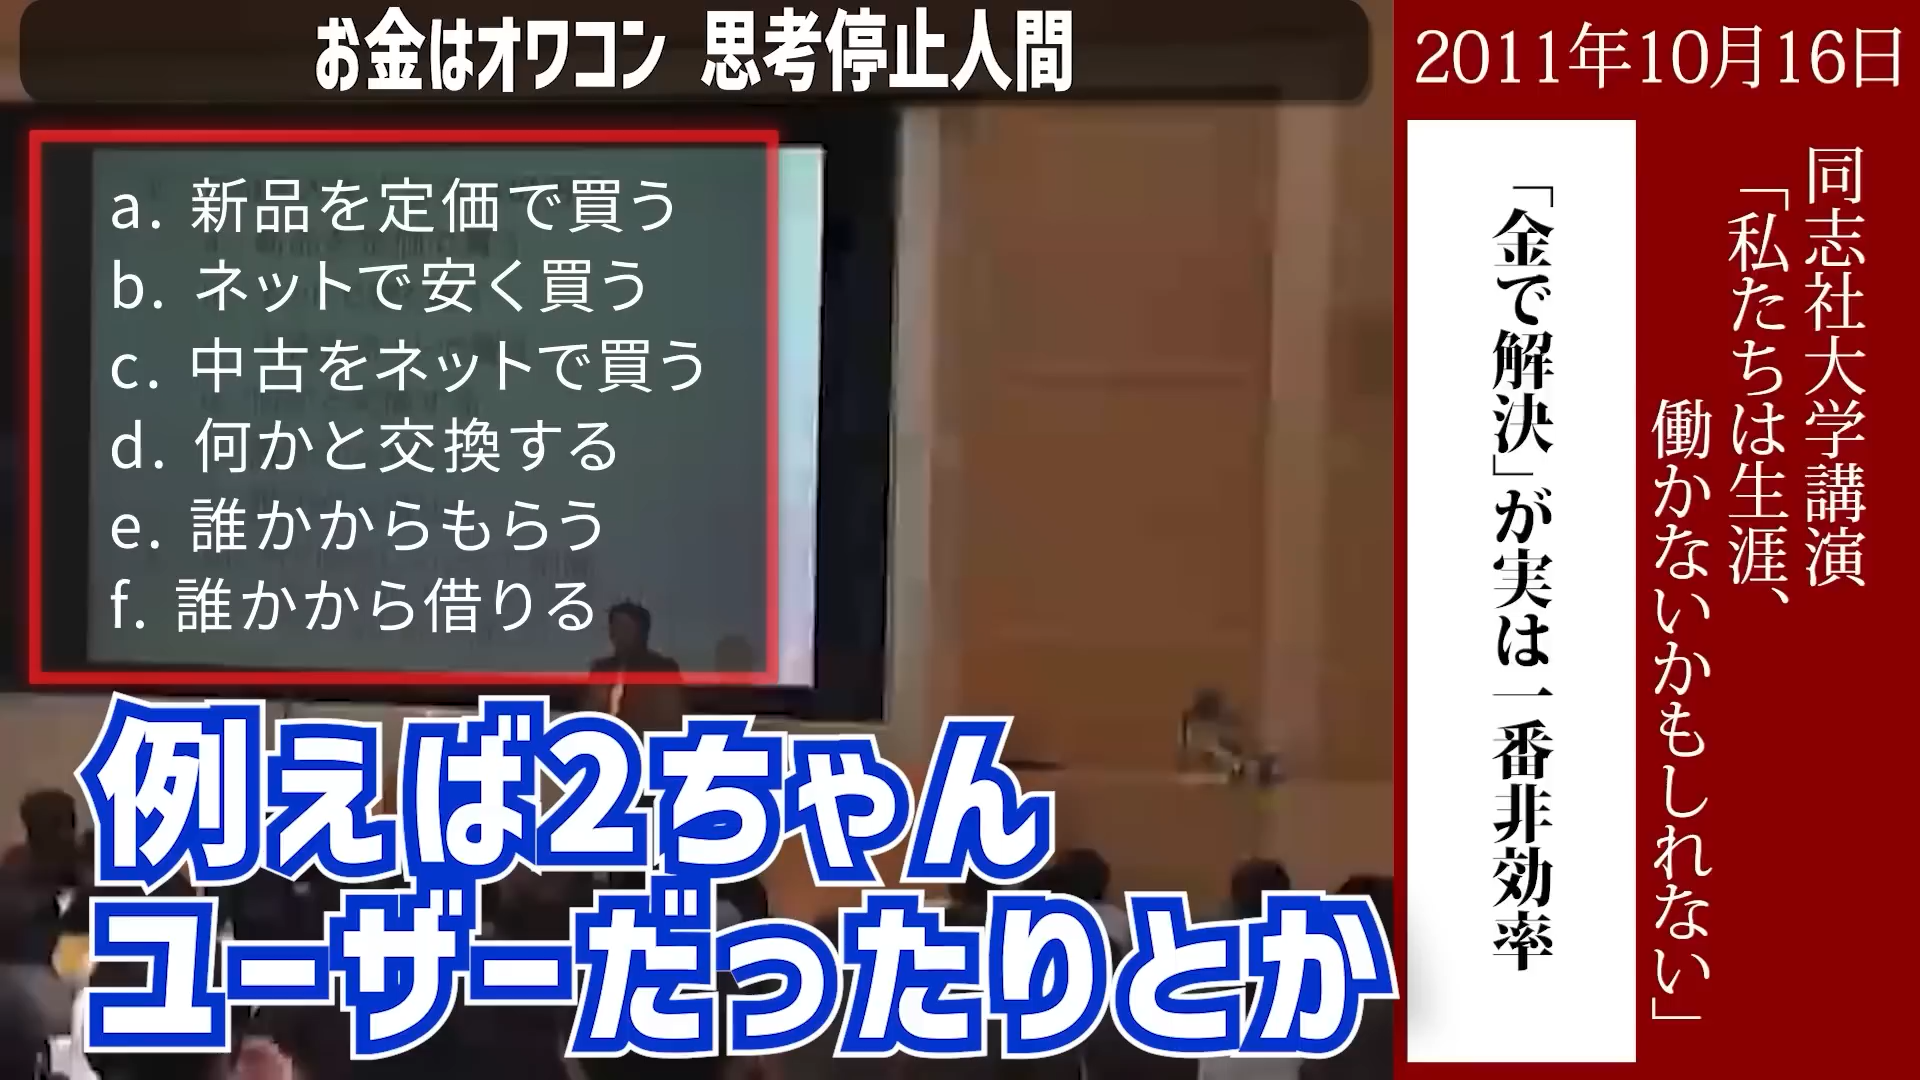 お金はオワコン 思考停止人間
a. 新品を定価で買う
b. ネットで安く買う
c. 中古をネットで買う
d. 何かと交換する
e. 誰かからもらう
f. 誰かから借りる
例えば2ちゃん
ユーザーだったりとか
2011年10月16日
同志社大学講演
「私たちは生涯、
働かないかもしれない」
「金で解決」が実は一番非効率